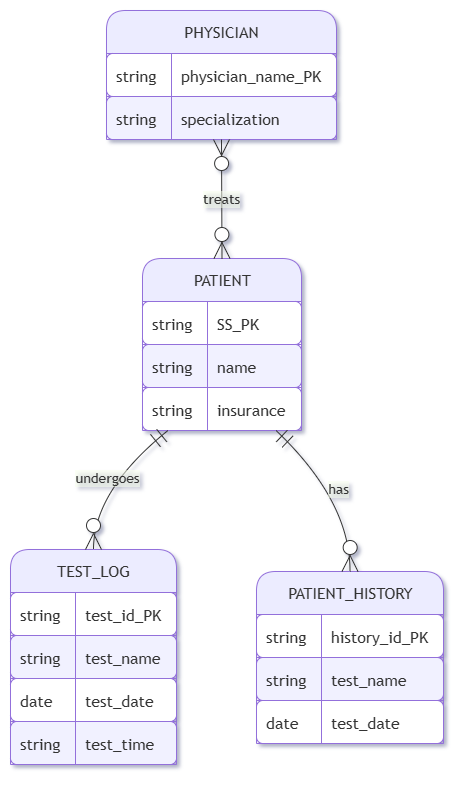 PHYSICIAN
string physician_name_PK
string specialization
treats
PATIENT
string SS_PK
string name
string insurance
undergoes
has
TEST_LOG
string test_id_PK
string test_name
date test_date
string test_time
PATIENT_HISTORY
string history_id_PK
string test_name
date test_date